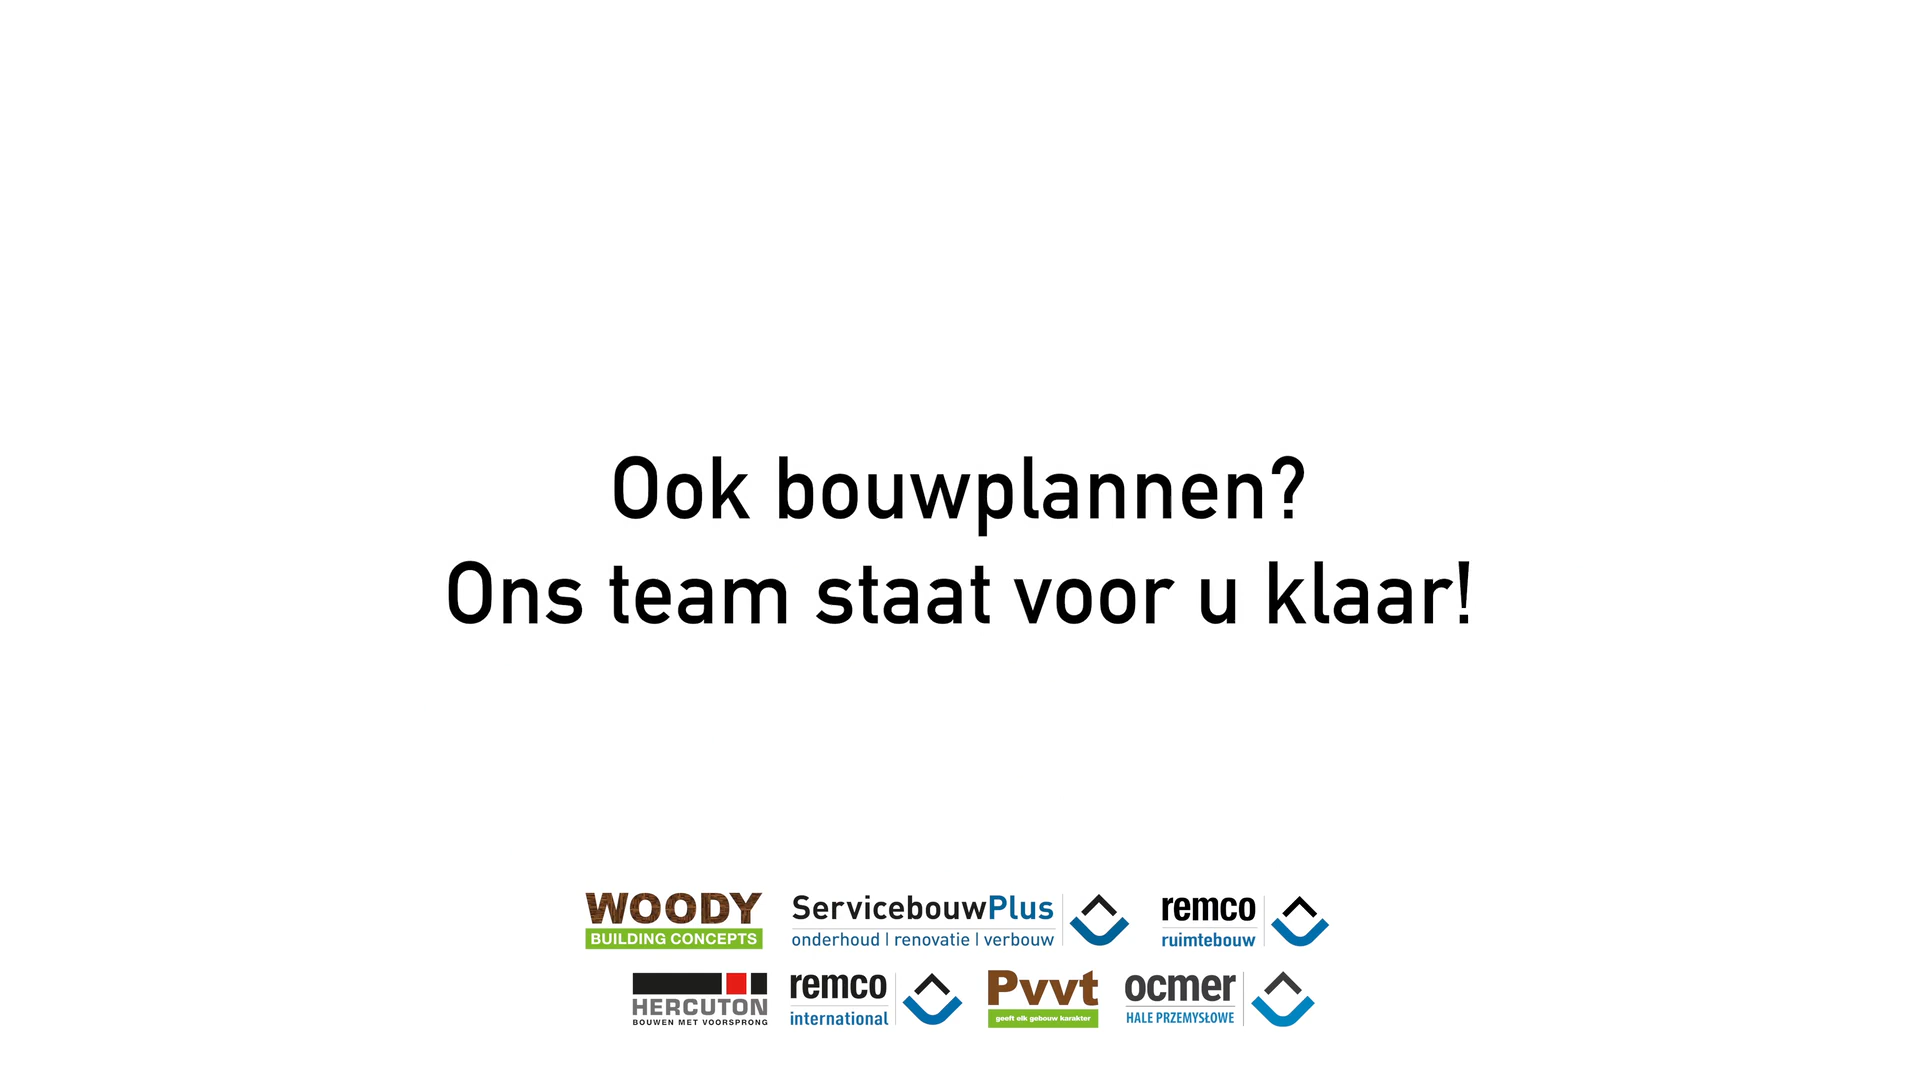 Ook bouwplannen?
Ons team staat voor u klaar!
WOODY
BUILDING CONCEPTS
ServicebouwPlus
onderhoud | renovatie | verbouw
remco
ruimtebouw
HERCUTON
BOUWEN MET VOORSPRONG
remco
international
Pvvt
geeft elk gebouw karakter
ocmer
HALE PRZEMYSŁOWE